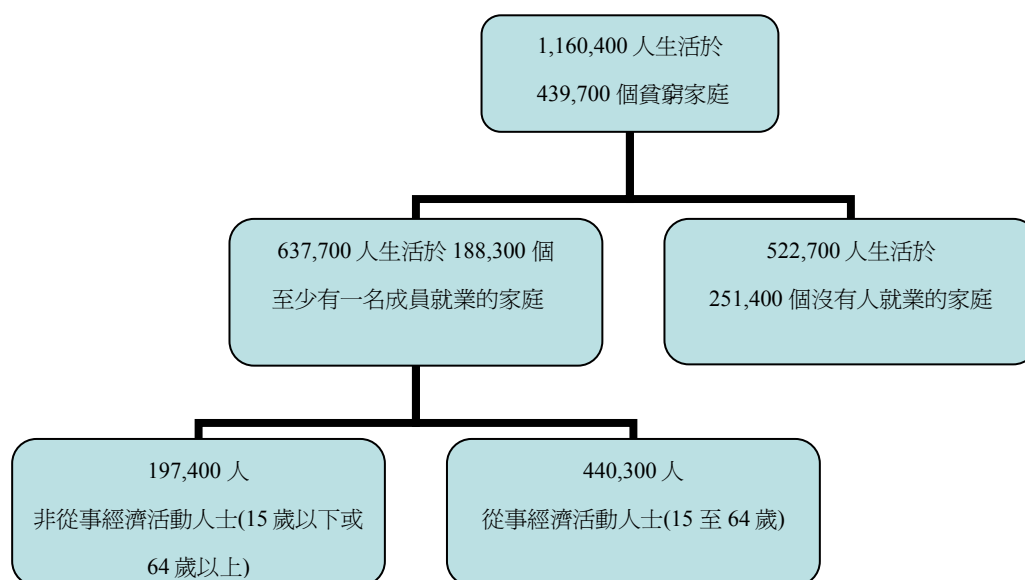 1,160,400 人生活於
439,700 個貧窮家庭
637,700 人生活於 188,300 個
至少有一名成員就業的家庭
522,700 人生活於
251,400 個沒有人就業的家庭
197,400 人
非從事經濟活動人士(15 歲以下或
64 歲以上)
440,300 人
從事經濟活動人士(15 至 64 歲)